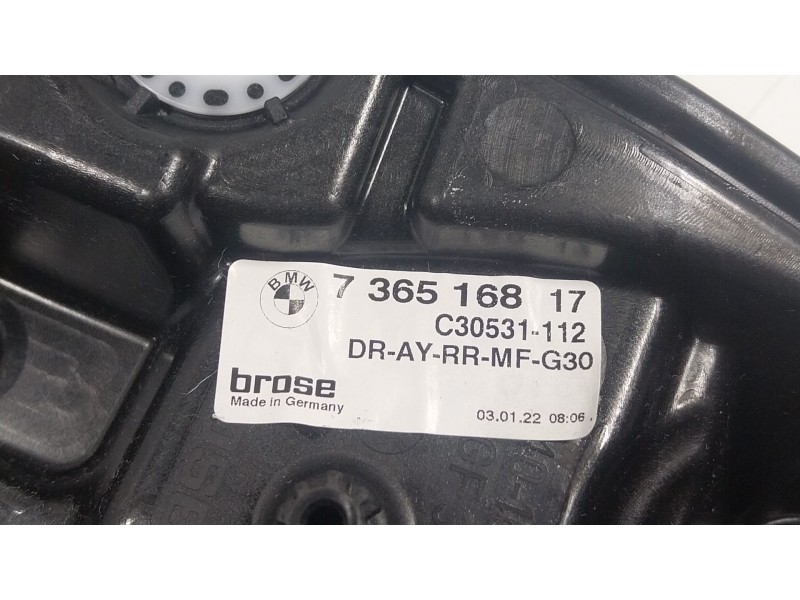 BMW
7 365 168 17
C30531-112
DR-AY-RR-MF-G30
brose
Made in Germany
03.01.22 08:06